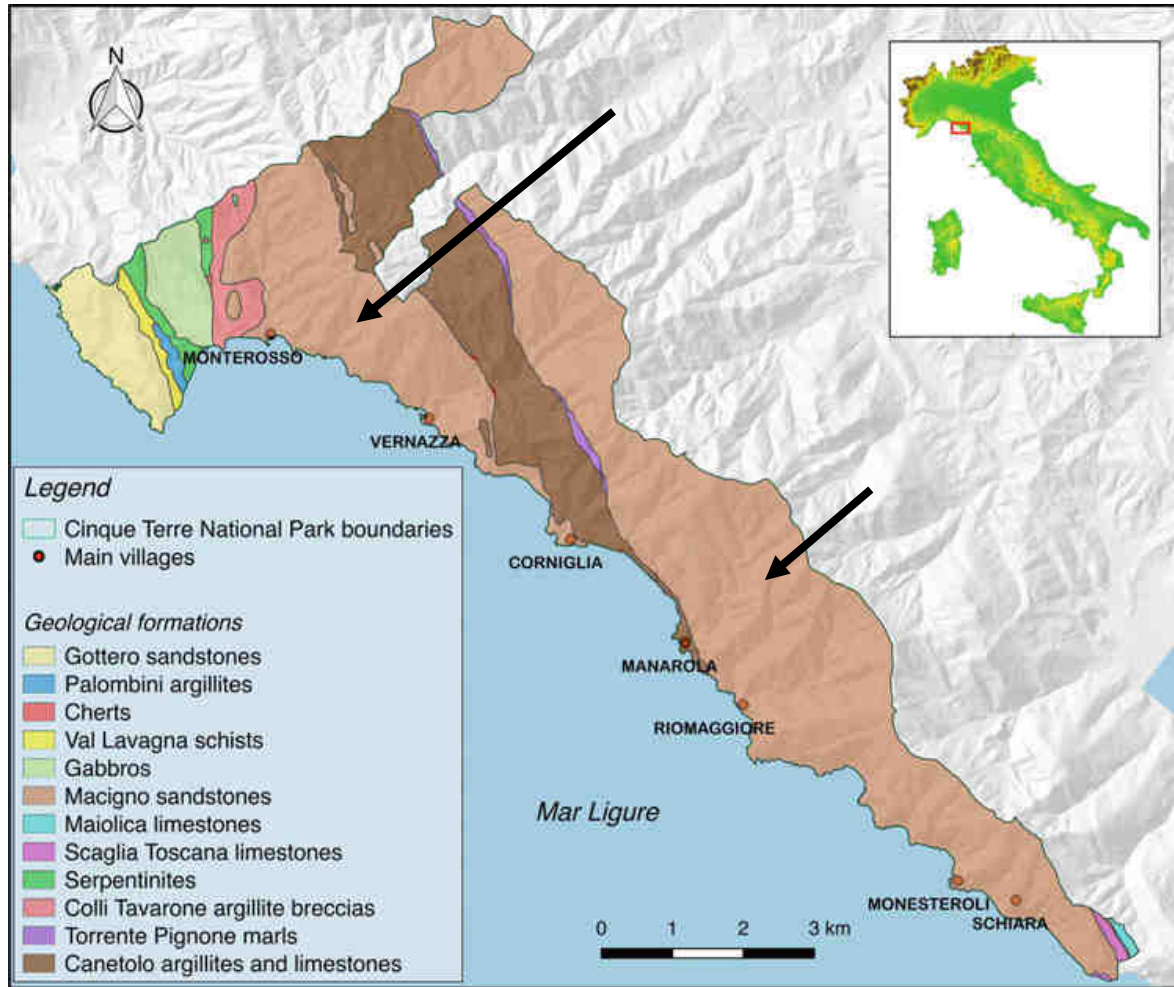 N
MONTEROSSO
VERNAZZA
CORNIGLIA
MANAROLA
RIOMAGGIORE
Mar Ligure
MONESTEROLI
SCHIARA
0 1 2 3 km
Legend
Cinque Terre National Park boundaries
Main villages
Geological formations
Gottero sandstones
Palombini argillites
Cherts
Val Lavagna schists
Gabbros
Macigno sandstones
Maiolica limestones
Scaglia Toscana limestones
Serpentinites
Colli Tavarone argillite breccias
Torrente Pignone marls
Canetolo argillites and limestones